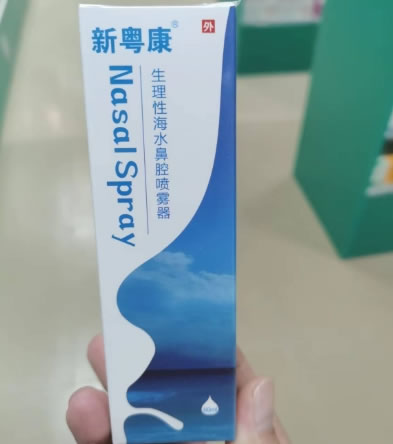 新粤康®
外
Nasal Spray
生理性海水鼻腔喷雾器